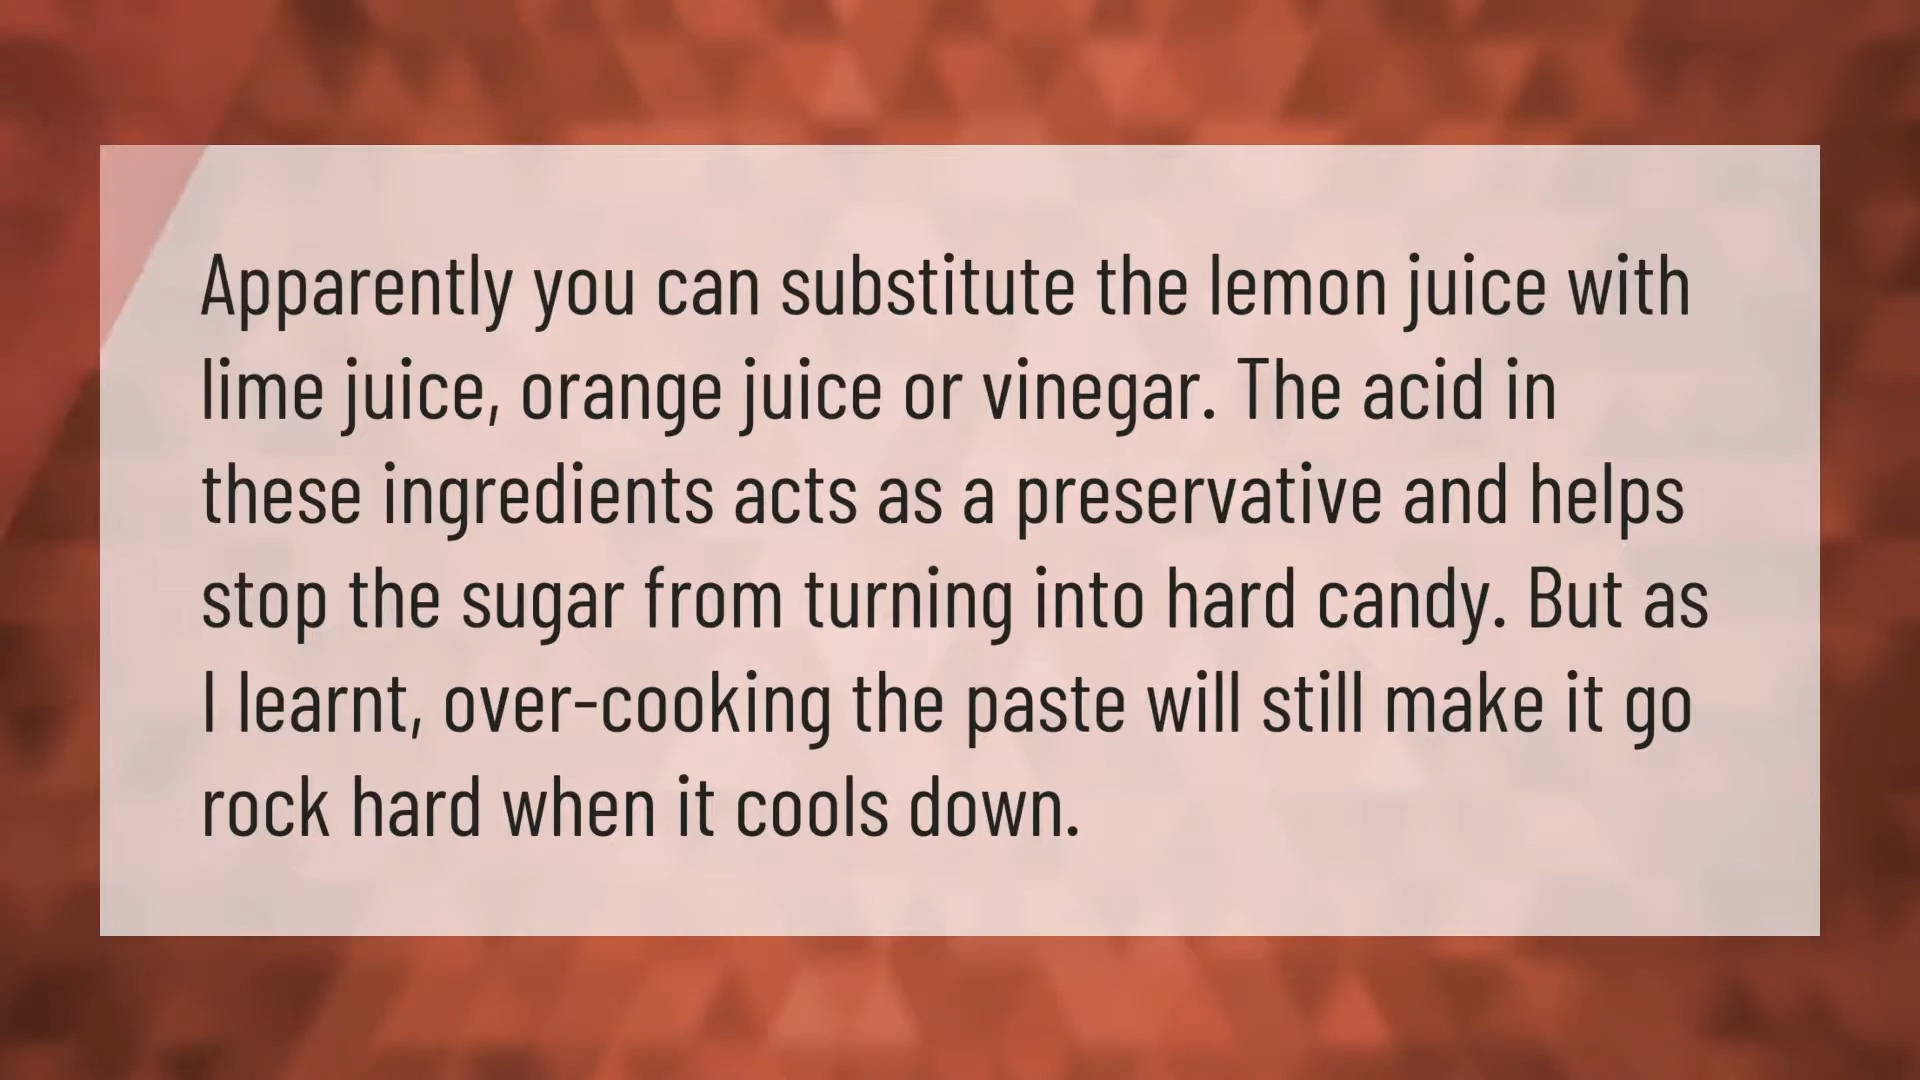 Apparently you can substitute the lemon juice with
lime juice, orange juice or vinegar. The acid in
these ingredients acts as a preservative and helps
stop the sugar from turning into hard candy. But as
I learnt, over-cooking the paste will still make it go
rock hard when it cools down.